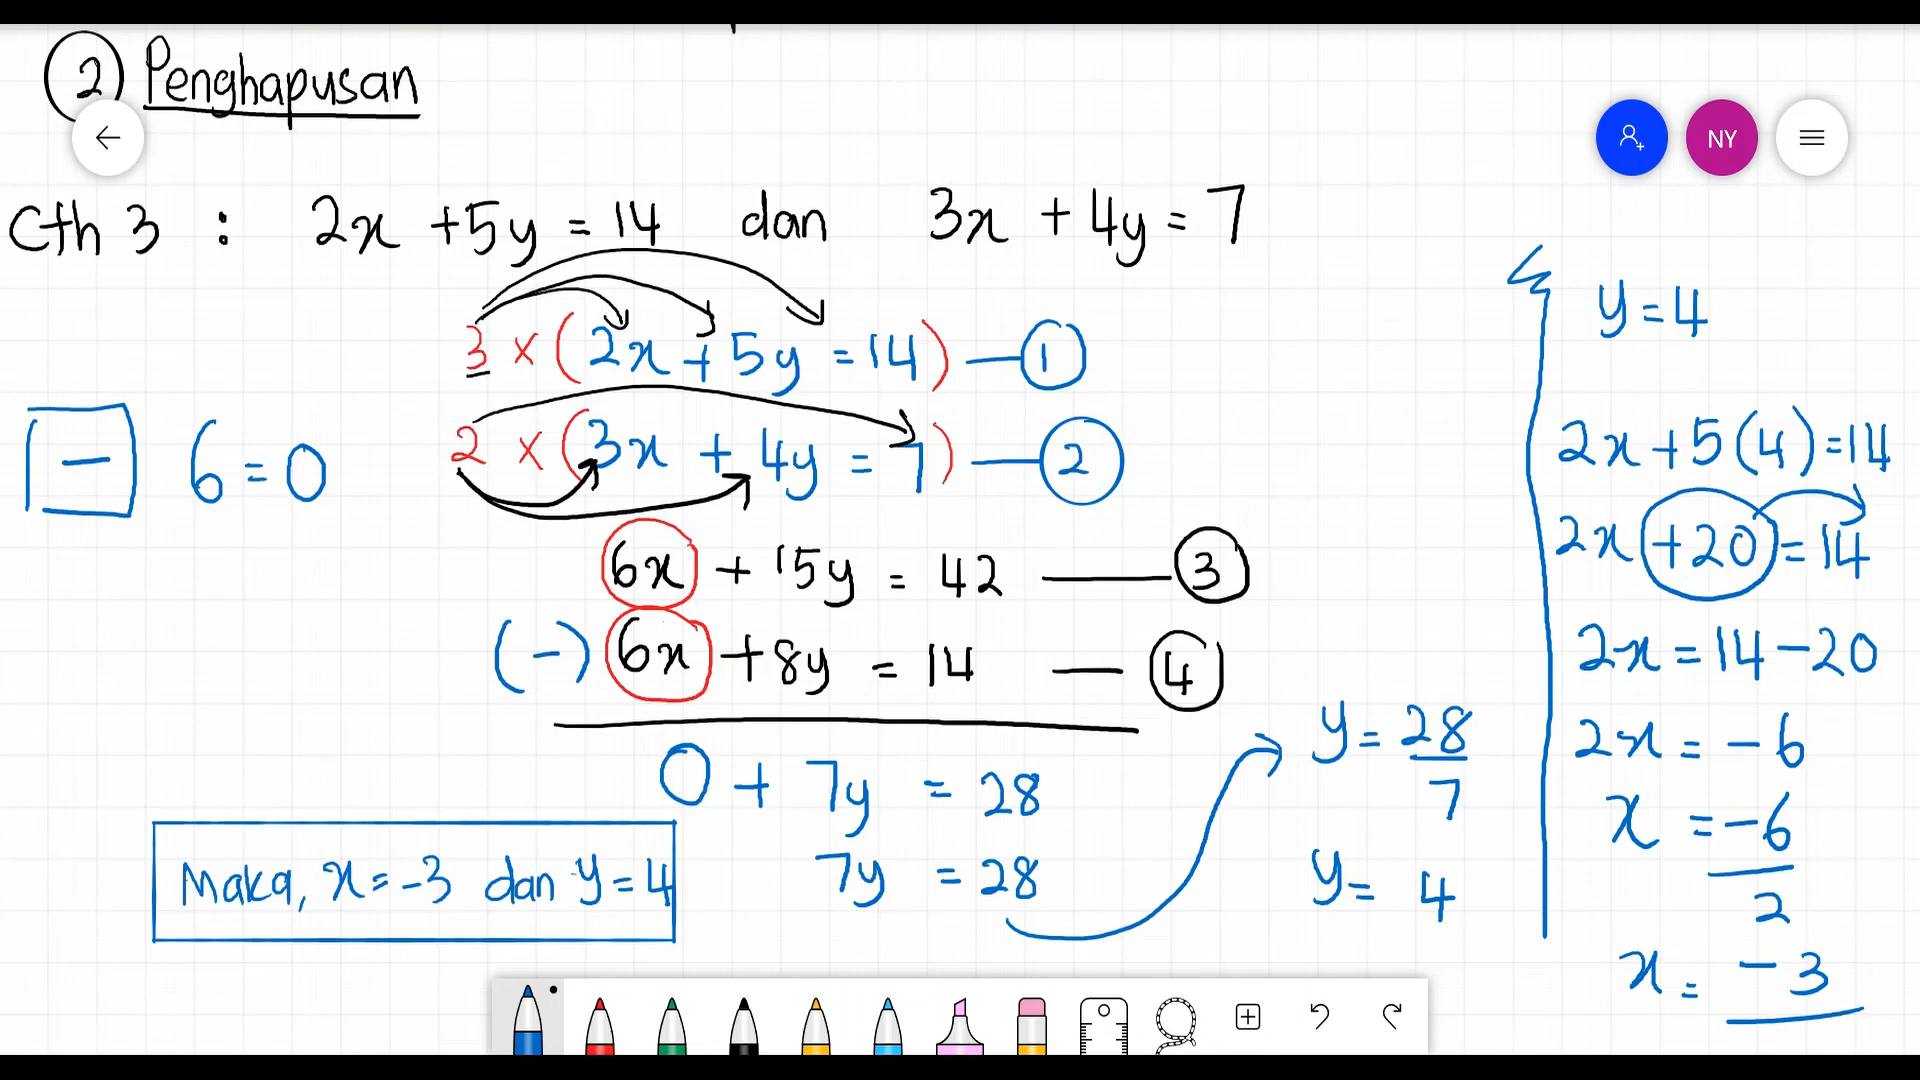 2 Penghapusan
NY
Cth 3 : 2x + 5y = 14 dan 3x + 4y = 7
3 × (2x + 5y = 14) — 1
2 × (3x + 4y = 7) — 2
− 6 = 0
6x + 15y = 42 — 3
(−) 6x + 8y = 14 — 4
0 + 7y = 28
7y = 28
y = 28/7
y = 4
y = 4
2x + 5(4) = 14
2x + 20 = 14
2x = 14 − 20
2x = −6
x = −6/2
x = −3
Maka, x = −3 dan y = 4